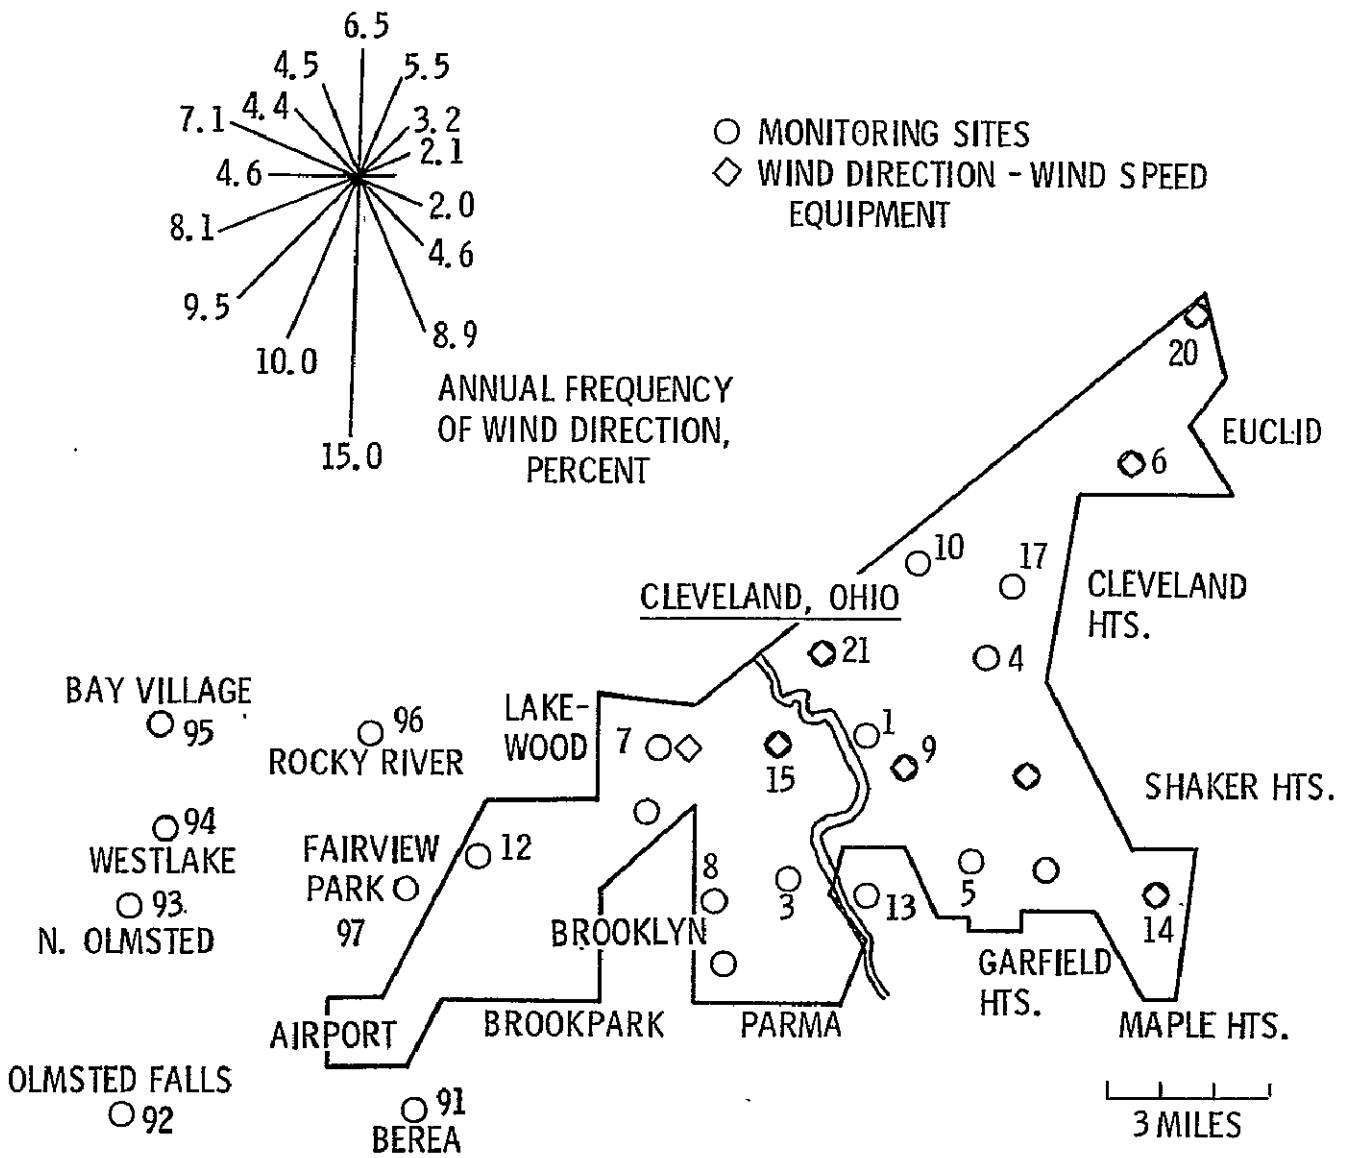 6.5
4.5
5.5
7.1
4.4
3.2
2.1
4.6
2.0
8.1
4.6
9.5
8.9
10.0
15.0
ANNUAL FREQUENCY
OF WIND DIRECTION,
PERCENT
MONITORING SITES
WIND DIRECTION - WIND SPEED
EQUIPMENT
20
EUCLID
6
10
17
CLEVELAND, OHIO
CLEVELAND
HTS.
21
4
BAY VILLAGE
95
96
ROCKY RIVER
LAKE-
WOOD
7
15
1
9
SHAKER HTS.
94
WESTLAKE
FAIRVIEW
PARK
97
12
93.
N. OLMSTED
8
3
13
5
14
BROOKLYN
GARFIELD
HTS.
AIRPORT
BROOKPARK
PARMA
MAPLE HTS.
OLMSTED FALLS
92
91
BEREA
3 MILES